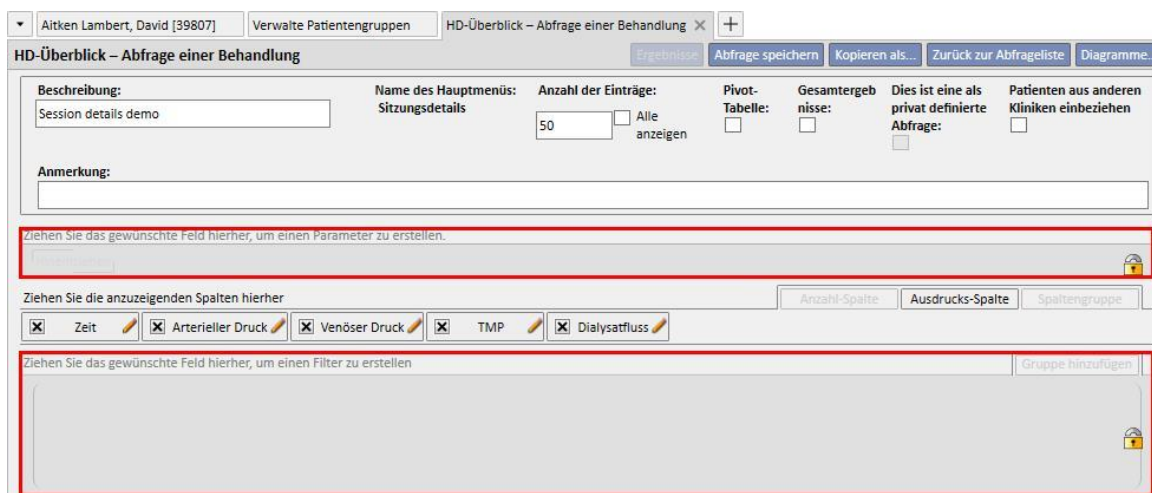 Aitken Lambert, David [39807] Verwalte Patientengruppen HD-Überblick – Abfrage einer Behandlung
HD-Überblick – Abfrage einer Behandlung Ergebnisse Abfrage speichern Kopieren als... Zurück zur Abfrageliste Diagramme..
Beschreibung: Name des Hauptmenüs: Anzahl der Einträge: Pivot- Gesamtergeb Dies ist eine als Patienten aus anderen
Session details demo Sitzungsdetails 50 Alle Tabelle: nisse: privat definierte Kliniken einbeziehen
anzeigen Abfrage:
Anmerkung:
Ziehen Sie das gewünschte Feld hierher, um einen Parameter zu erstellen.
Ziehen Sie die anzuzeigenden Spalten hierher Anzahl-Spalte Ausdrucks-Spalte Spaltengruppe
Zeit Arterieller Druck Venöser Druck TMP Dialysatfluss
Ziehen Sie das gewünschte Feld hierher, um einen Filter zu erstellen Gruppe hinzufügen